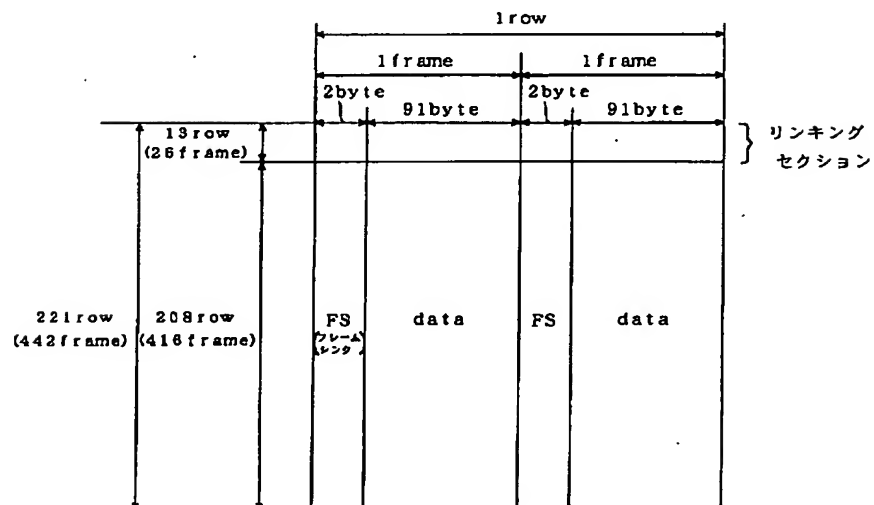 1row
1frame 1frame
2byte 2byte
91byte 91byte
13row
(26frame)
リンキング
セクション
221row
(442frame)
208row
(416frame)
FS
フレーム
シンク
data
FS
data